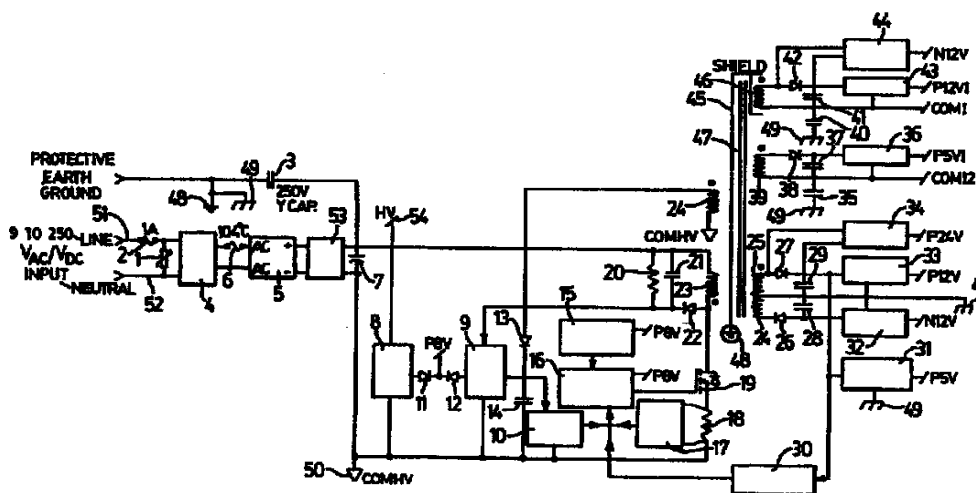 44
N12V
SHIELD
42
43
46
P12V1
45
COM1
41
40
49
36
47
37
P5V1
38
COM12
39
35
49
34
P24V
25
27
29
33
P12V
24
26
28
32
N12V
31
P5V
49
PROTECTIVE
EARTH
GROUND
49
3
250V
Y CAP.
48
53
HV
54
51
1A
9 TO 250
LINE
V AC/V DC
INPUT
2
1
104°C
AC
AC
NEUTRAL
52
4
6
5
7
24
COMHV
20
21
23
22
15
P8V
13
16
P8V
19
8
P8V
9
11
12
14
10
17
18
48
50
COMHV
30